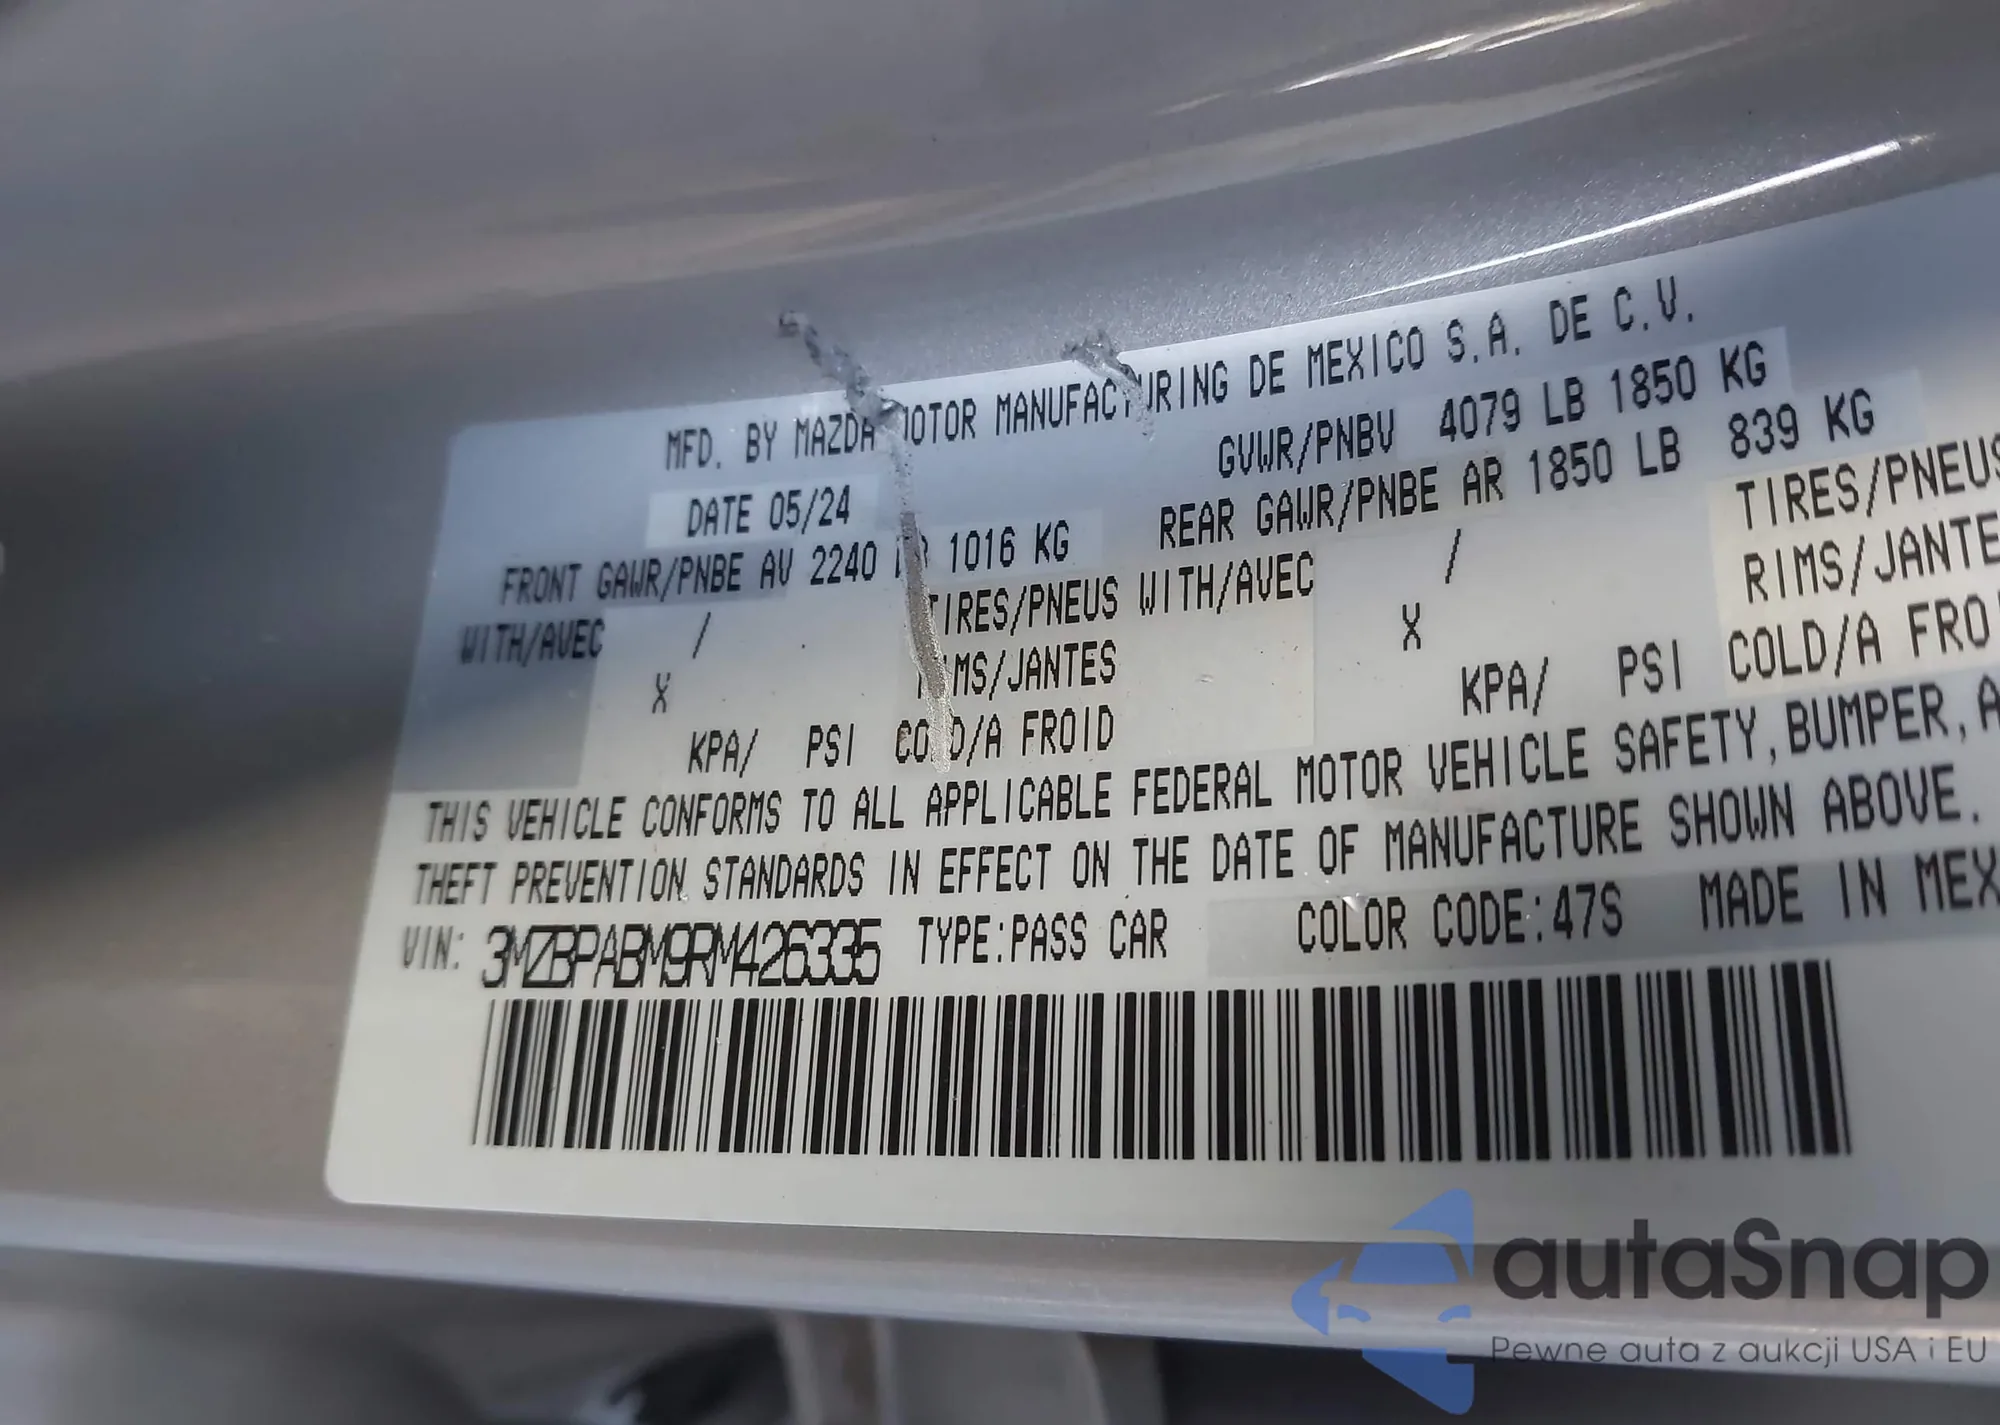 MFD. BY MAZDA MOTOR MANUFACTURING DE MEXICO S.A. DE C.V.
DATE 05/24 GVWR/PNBV 4079 LB 1850 KG
FRONT GAWR/PNBE AV 2240 LB 1016 KG REAR GAWR/PNBE AR 1850 LB 839 KG
WITH/AVEC / TIRES/PNEUS WITH/AVEC / TIRES/PNEUS
X RIMS/JANTES X RIMS/JANTE
KPA/ PSI COLD/A FROID KPA/ PSI COLD/A FRO
THIS VEHICLE CONFORMS TO ALL APPLICABLE FEDERAL MOTOR VEHICLE SAFETY, BUMPER, A
THEFT PREVENTION STANDARDS IN EFFECT ON THE DATE OF MANUFACTURE SHOWN ABOVE.
VIN: 3MZBPABM9RM426335 TYPE:PASS CAR COLOR CODE:47S MADE IN MEX
autaSnap
Pewne auta z aukcji USA i EU